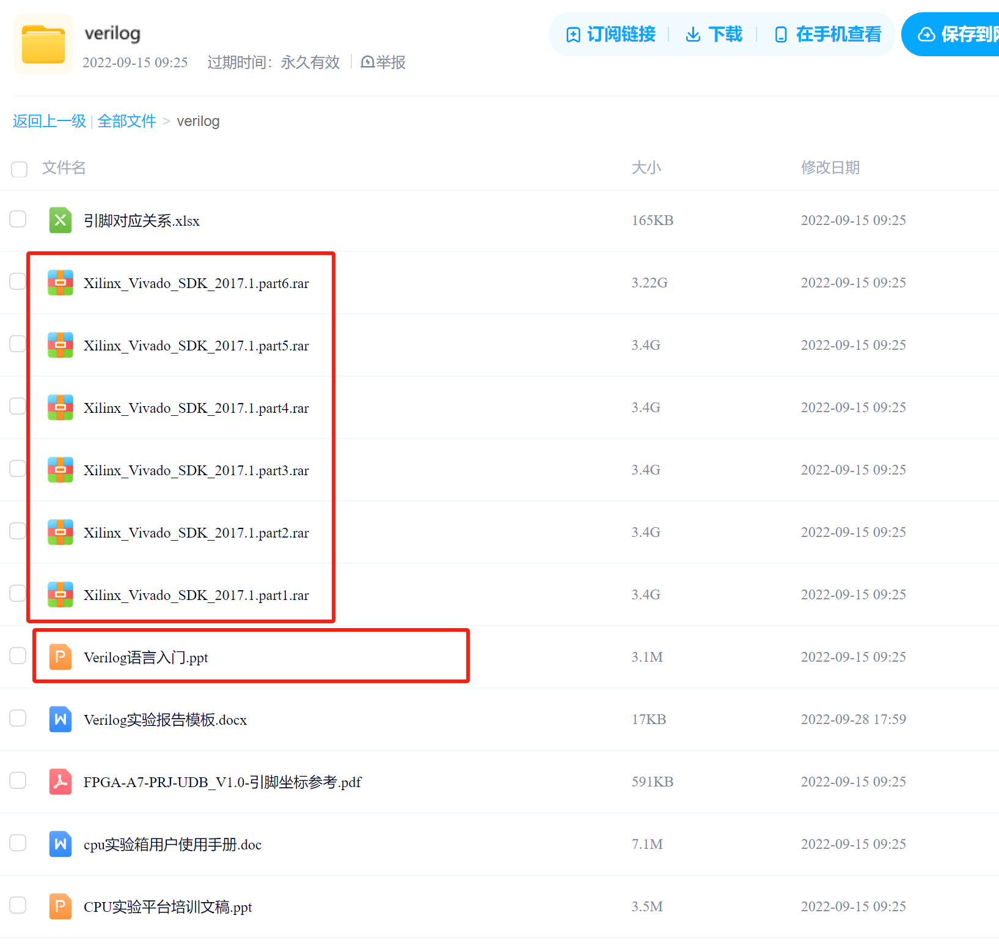 verilog
订阅链接 下载 在手机查看 保存到网
2022-09-15 09:25 过期时间：永久有效 举报
返回上一级 | 全部文件 > verilog
文件名 大小 修改日期
引脚对应关系.xlsx 165KB 2022-09-15 09:25
Xilinx_Vivado_SDK_2017.1.part6.rar 3.22G 2022-09-15 09:25
Xilinx_Vivado_SDK_2017.1.part5.rar 3.4G 2022-09-15 09:25
Xilinx_Vivado_SDK_2017.1.part4.rar 3.4G 2022-09-15 09:25
Xilinx_Vivado_SDK_2017.1.part3.rar 3.4G 2022-09-15 09:25
Xilinx_Vivado_SDK_2017.1.part2.rar 3.4G 2022-09-15 09:25
Xilinx_Vivado_SDK_2017.1.part1.rar 3.4G 2022-09-15 09:25
Verilog语言入门.ppt 3.1M 2022-09-15 09:25
Verilog实验报告模板.docx 17KB 2022-09-28 17:59
FPGA-A7-PRJ-UDB_V1.0-引脚坐标参考.pdf 591KB 2022-09-15 09:25
cpu实验箱用户使用手册.doc 7.1M 2022-09-15 09:25
CPU实验平台培训文稿.ppt 3.5M 2022-09-15 09:25